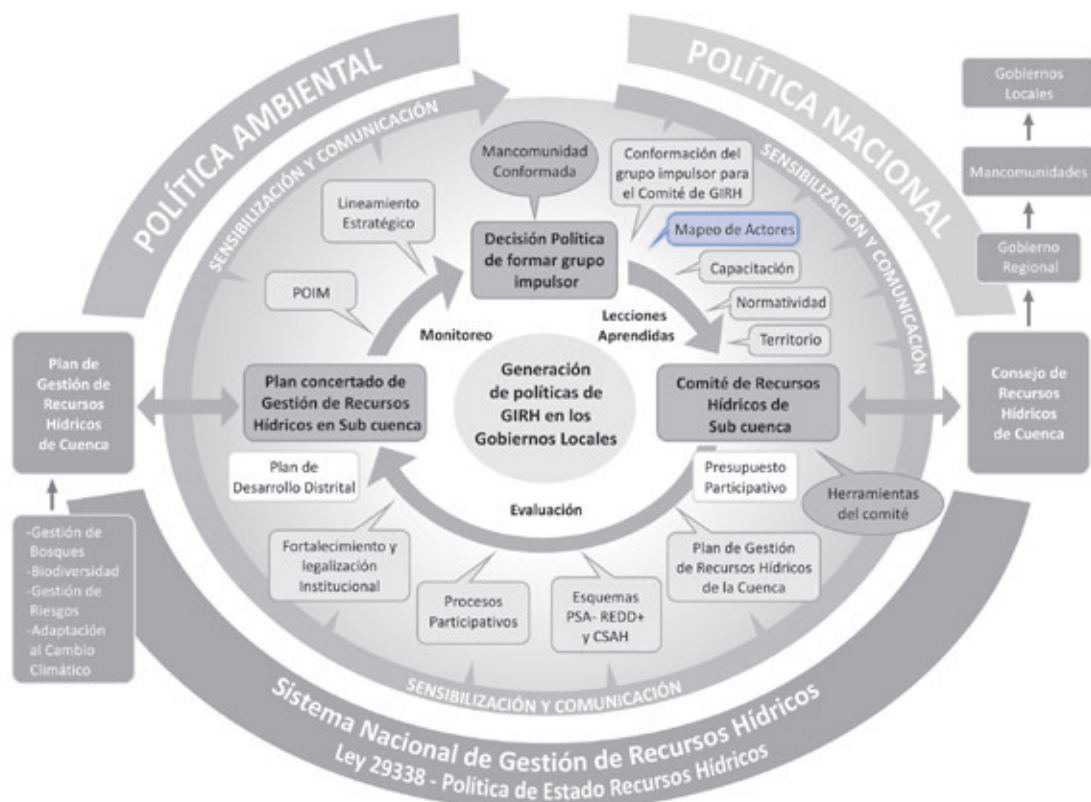 POLÍTICA AMBIENTAL
POLÍTICA NACIONAL
SENSIBILIZACIÓN Y COMUNICACIÓN
SENSIBILIZACIÓN Y COMUNICACIÓN
Gobiernos
Locales
Mancomunidades
Gobierno
Regional
Consejo de
Recursos
Hídricos
de Cuenca
Mancomunidad
Conformada
Conformación del
grupo impulsor para
el Comité de GIRH
Mapeo de Actores
Capacitación
Normatividad
Territorio
Lineamiento
Estratégico
POIM
Decisión Política
de formar grupo
impulsor
Monitoreo
Lecciones
Aprendidas
Plan de
Gestión de
Recursos
Hídricos
de Cuenca
Plan concertado de
Gestión de Recursos
Hídricos en Sub cuenca
Generación
de políticas de
GIRH en los
Gobiernos Locales
Comité de Recursos
Hídricos de
Sub cuenca
Plan de
Desarrollo Distrital
Evaluación
Presupuesto
Participativo
Herramientas
del comité
-Gestión de
Bosques
-Biodiversidad
-Gestión de
Riesgos
-Adaptación
al Cambio
Climático
Fortalecimiento y
legalización
Institucional
Procesos
Participativos
Esquemas
PSA- REDD+
y CSAH
Plan de Gestión
de Recursos Hídricos
de la Cuenca
SENSIBILIZACIÓN Y COMUNICACIÓN
Sistema Nacional de Gestión de Recursos Hídricos
Ley 29338 - Política de Estado Recursos Hídricos